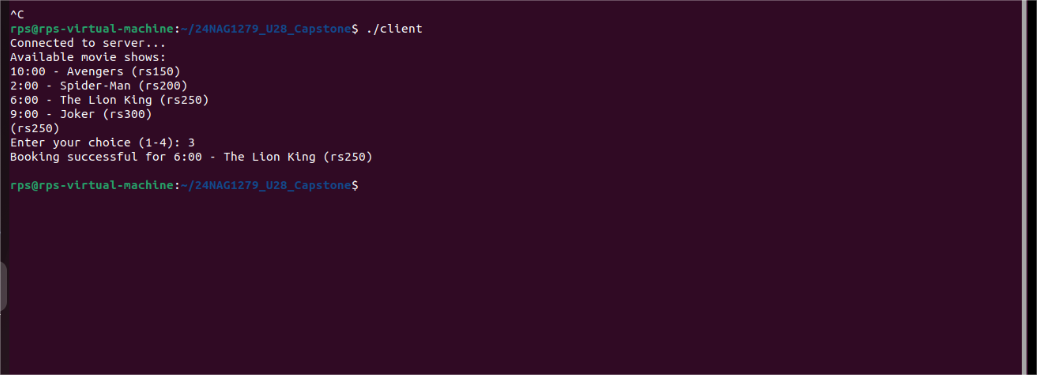 ^C
rps@rps-virtual-machine:~/24NAG1279_U28_Capstone$ ./client
Connected to server...
Available movie shows:
10:00 - Avengers (rs150)
2:00 - Spider-Man (rs200)
6:00 - The Lion King (rs250)
9:00 - Joker (rs300)
(rs250)
Enter your choice (1-4): 3
Booking successful for 6:00 - The Lion King (rs250)
rps@rps-virtual-machine:~/24NAG1279_U28_Capstone$